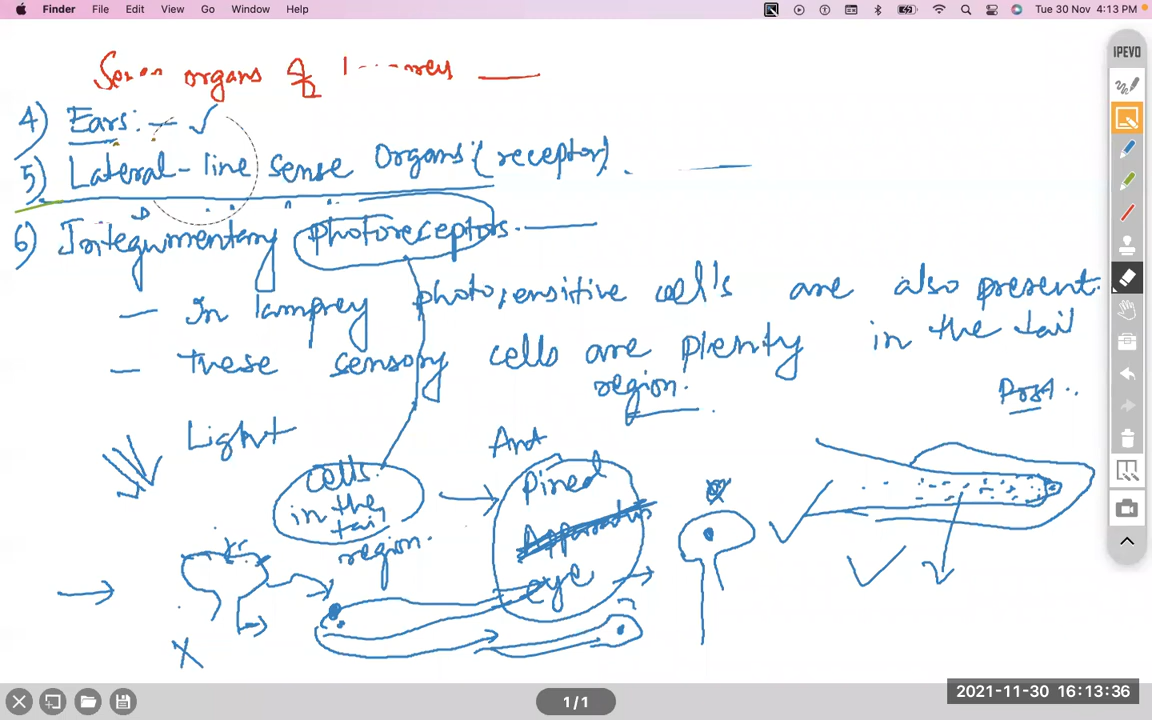 Finder File Edit View Go Window Help Tue 30 Nov 4:13 PM
IPEVO
organs of
4) Ears: - ✓
5) Lateral-line sense Organs (receptor).
6) Integumentary photoreceptors.
- In lamprey photosensitive cells are also present.
- These sensory cells are plenty in the tail
region.
Post..
Light
Ant
cells
in the
tail
region.
Pineal
eye
1/1
2021-11-30 16:13:36